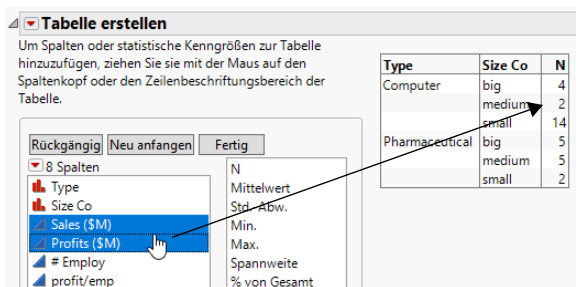 Tabelle erstellen
Um Spalten oder statistische Kenngrößen zur Tabelle
hinzuzufügen, ziehen Sie sie mit der Maus auf den
Spaltenkopf oder den Zeilenbeschriftungsbereich der
Tabelle.
Rückgängig Neu anfangen Fertig
8 Spalten
Type
Size Co
Sales ($M)
Profits ($M)
# Employ
profit/emp
N
Mittelwert
Std. Abw.
Min.
Max.
Spannweite
% von Gesamt
Type Size Co N
Computer big 4
medium 2
small 14
Pharmaceutical big 5
medium 5
small 2